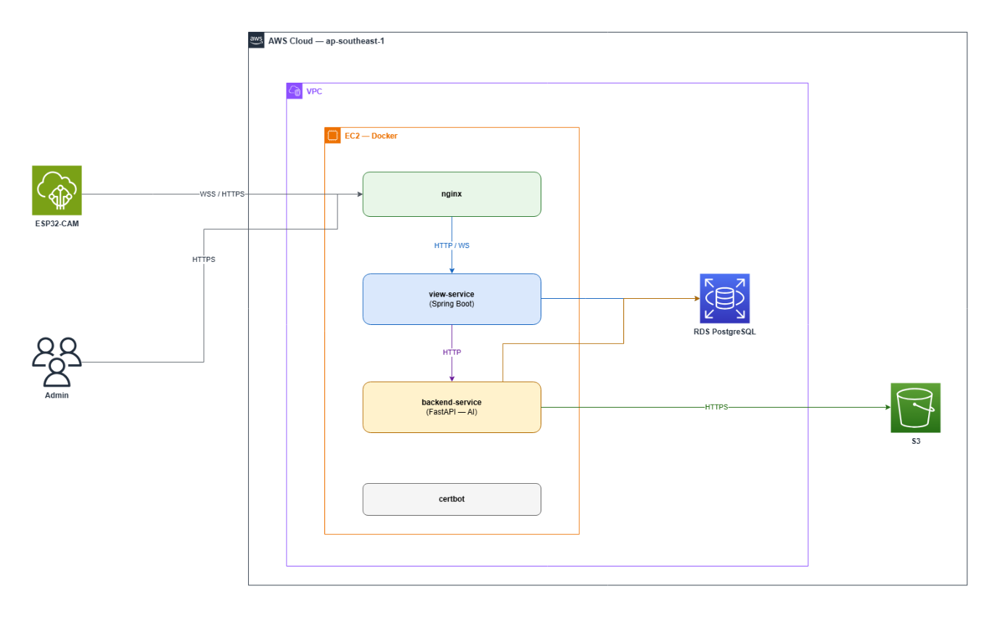 aws
AWS Cloud — ap-southeast-1
VPC
EC2 — Docker
nginx
WSS / HTTPS
ESP32-CAM
HTTP / WS
HTTPS
view-service
(Spring Boot)
RDS PostgreSQL
HTTP
Admin
backend-service
(FastAPI — AI)
HTTPS
S3
certbot